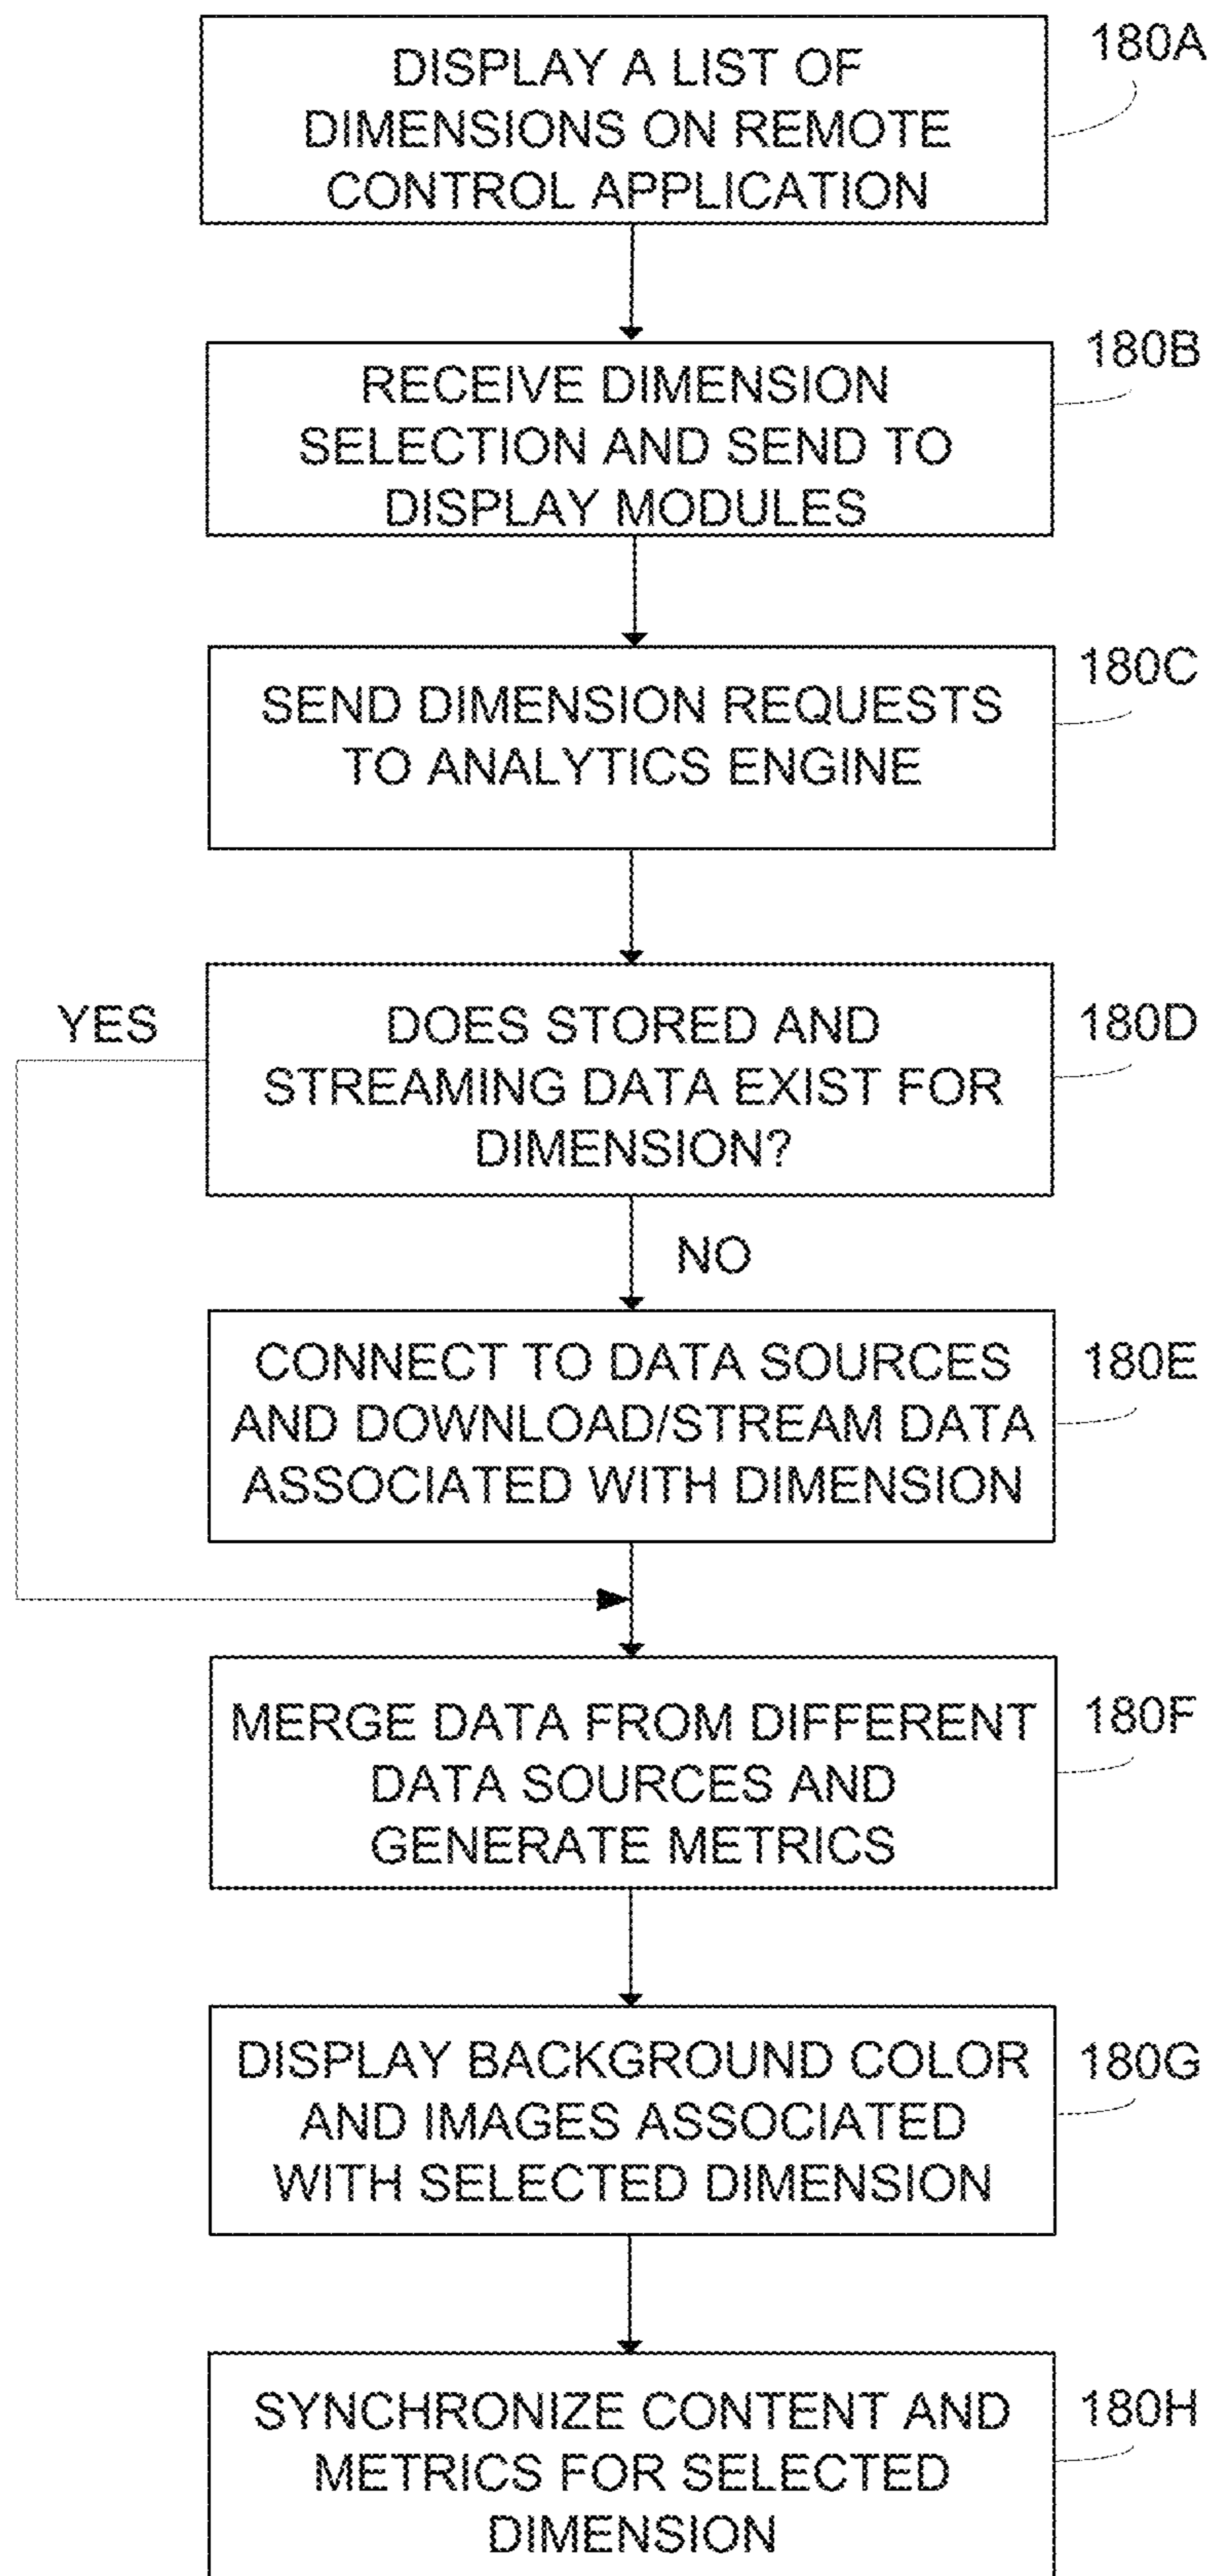 DISPLAY A LIST OF
DIMENSIONS ON REMOTE
CONTROL APPLICATION
180A
RECEIVE DIMENSION
SELECTION AND SEND TO
DISPLAY MODULES
180B
SEND DIMENSION REQUESTS
TO ANALYTICS ENGINE
180C
DOES STORED AND
STREAMING DATA EXIST FOR
DIMENSION?
180D
YES
NO
CONNECT TO DATA SOURCES
AND DOWNLOAD/STREAM DATA
ASSOCIATED WITH DIMENSION
180E
MERGE DATA FROM DIFFERENT
DATA SOURCES AND
GENERATE METRICS
180F
DISPLAY BACKGROUND COLOR
AND IMAGES ASSOCIATED
WITH SELECTED DIMENSION
180G
SYNCHRONIZE CONTENT AND
METRICS FOR SELECTED
DIMENSION
180H